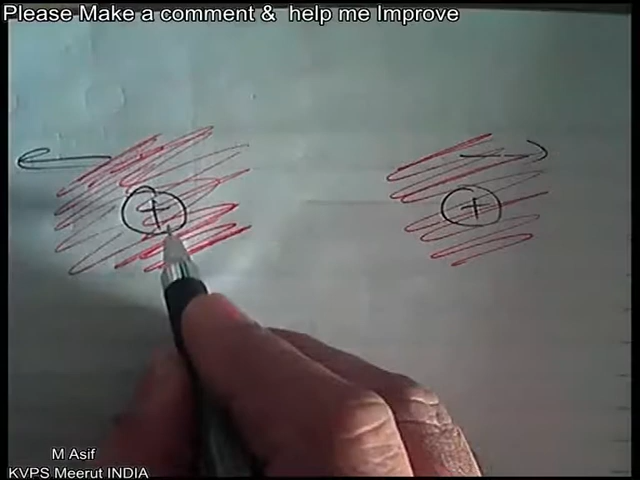 Please Make a comment & help me Improve
+ +
M Asif
KVPS Meerut INDIA